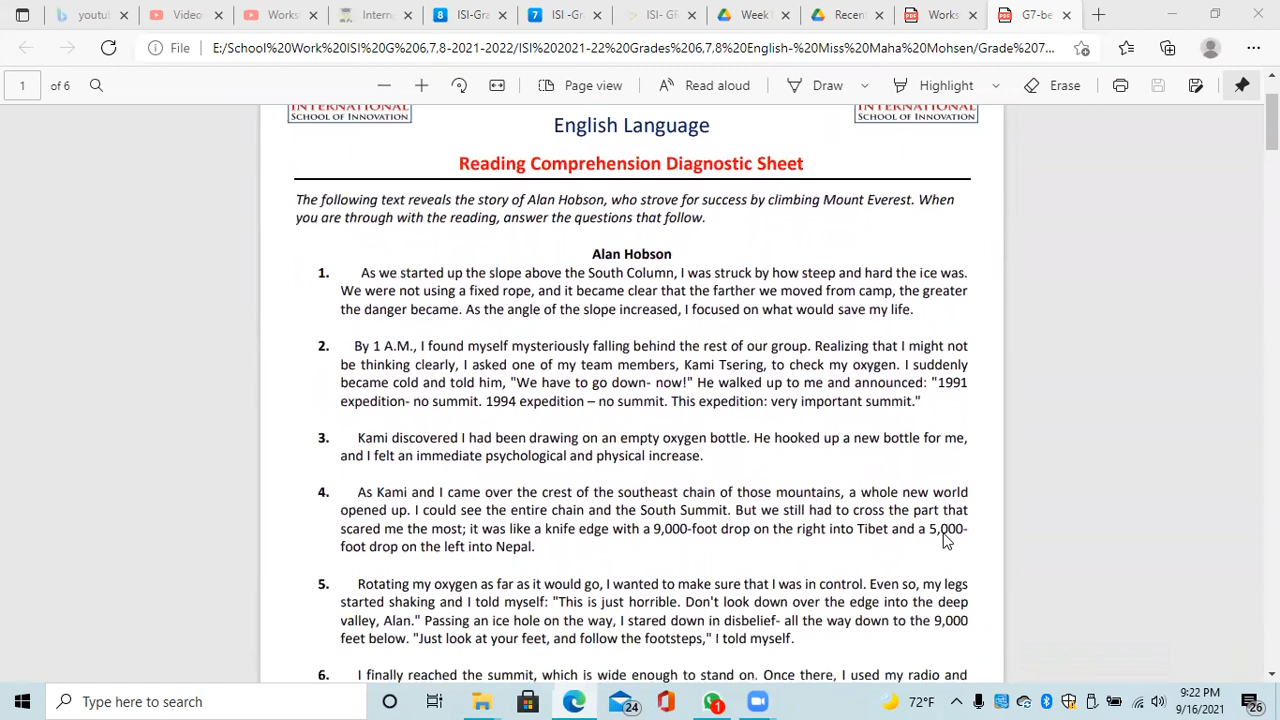 youtu
Video
Works
Intern
ISI-Gra
ISI -Gr
ISI- GR
Week
Recen
Works
G7-be
File
E:/School%20Work%20ISI%20G%206,7,8-2021-2022/ISI%202021-22%20Grades%206,7,8%20English-%20Miss%20Maha%20Mohsen/Grade%207...
1 of 6
Page view
Read aloud
Draw
Highlight
Erase
INTERNATIONAL INTERNATIONAL
SCHOOL OF INNOVATION SCHOOL OF INNOVATION
English Language
Reading Comprehension Diagnostic Sheet
The following text reveals the story of Alan Hobson, who strove for success by climbing Mount Everest. When
you are through with the reading, answer the questions that follow.
Alan Hobson
1. As we started up the slope above the South Column, I was struck by how steep and hard the ice was.
We were not using a fixed rope, and it became clear that the farther we moved from camp, the greater
the danger became. As the angle of the slope increased, I focused on what would save my life.
2. By 1 A.M., I found myself mysteriously falling behind the rest of our group. Realizing that I might not
be thinking clearly, I asked one of my team members, Kami Tsering, to check my oxygen. I suddenly
became cold and told him, "We have to go down- now!" He walked up to me and announced: "1991
expedition- no summit. 1994 expedition – no summit. This expedition: very important summit."
3. Kami discovered I had been drawing on an empty oxygen bottle. He hooked up a new bottle for me,
and I felt an immediate psychological and physical increase.
4. As Kami and I came over the crest of the southeast chain of those mountains, a whole new world
opened up. I could see the entire chain and the South Summit. But we still had to cross the part that
scared me the most; it was like a knife edge with a 9,000-foot drop on the right into Tibet and a 5,000-
foot drop on the left into Nepal.
5. Rotating my oxygen as far as it would go, I wanted to make sure that I was in control. Even so, my legs
started shaking and I told myself: "This is just horrible. Don't look down over the edge into the deep
valley, Alan." Passing an ice hole on the way, I stared down in disbelief- all the way down to the 9,000
feet below. "Just look at your feet, and follow the footsteps," I told myself.
6. I finally reached the summit, which is wide enough to stand on. Once there, I used my radio and
Type here to search
24
1
72°F
9:22 PM
9/16/2021
26